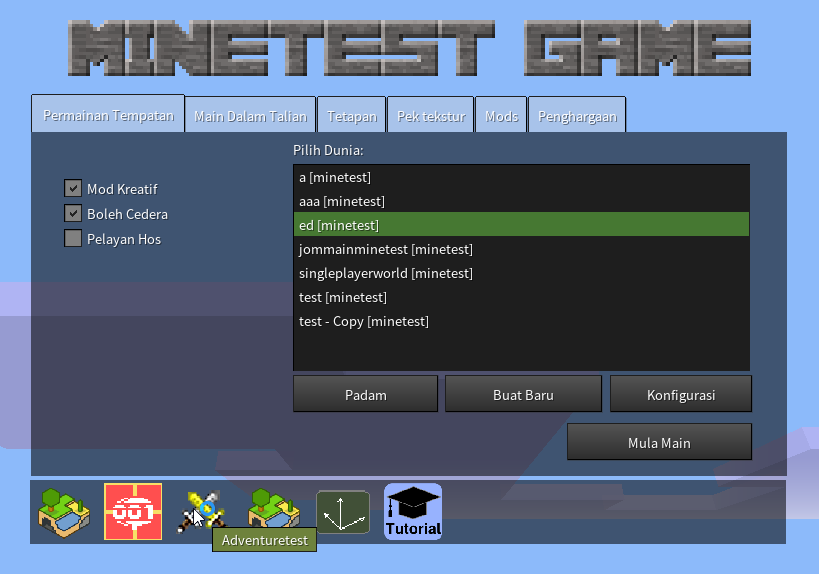 MINETEST GAME
Permainan Tempatan
Main Dalam Talian
Tetapan
Pek tekstur
Mods
Penghargaan
Pilih Dunia:
Mod Kreatif
Boleh Cedera
Pelayan Hos
a [minetest]
aaa [minetest]
ed [minetest]
jommainminetest [minetest]
singleplayerworld [minetest]
test [minetest]
test - Copy [minetest]
Padam
Buat Baru
Konfigurasi
Mula Main
001
Tutorial
Adventuretest